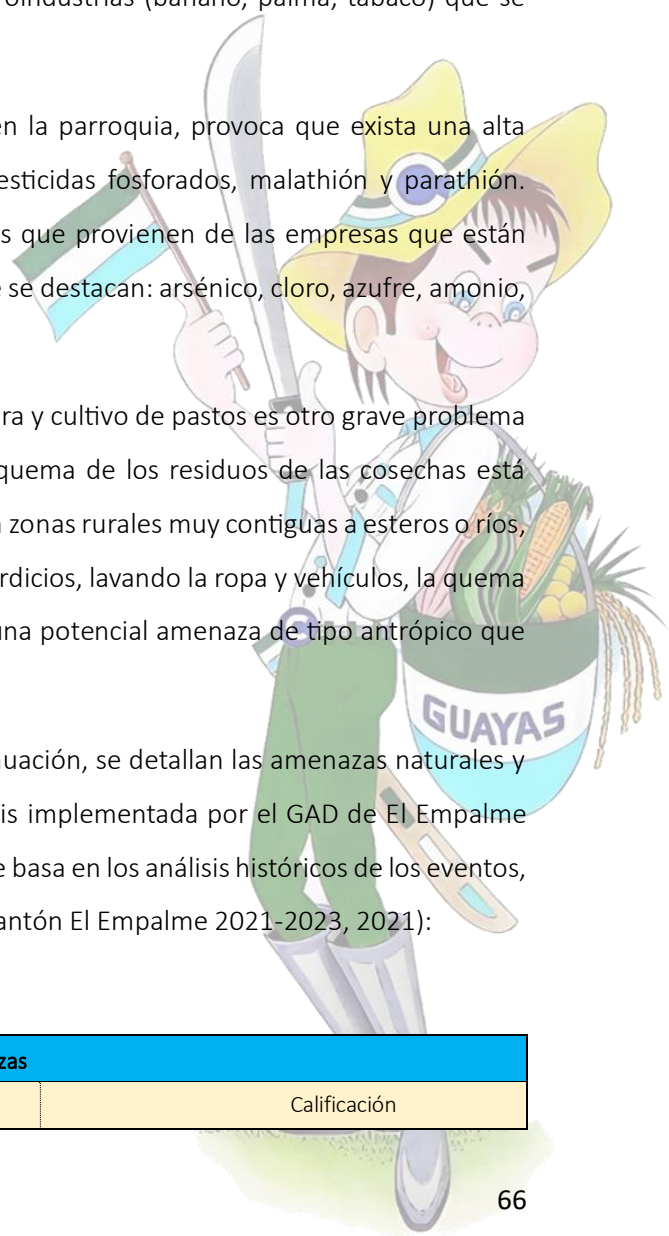 oindustrias (banano, palma, tabaco) que se
en la parroquia, provoca que exista una alta
esticidas fosforados, malathión y parathión.
s que provienen de las empresas que están
e se destacan: arsénico, cloro, azufre, amonio,
ra y cultivo de pastos es otro grave problema
quema de los residuos de las cosechas está
zonas rurales muy contiguas a esteros o ríos,
rdicios, lavando la ropa y vehículos, la quema
una potencial amenaza de tipo antrópico que
GUAYAS
nuación, se detallan las amenazas naturales y
is implementada por el GAD de El Empalme
e basa en los análisis históricos de los eventos,
antón El Empalme 2021-2023, 2021):
zas
Calificación
66